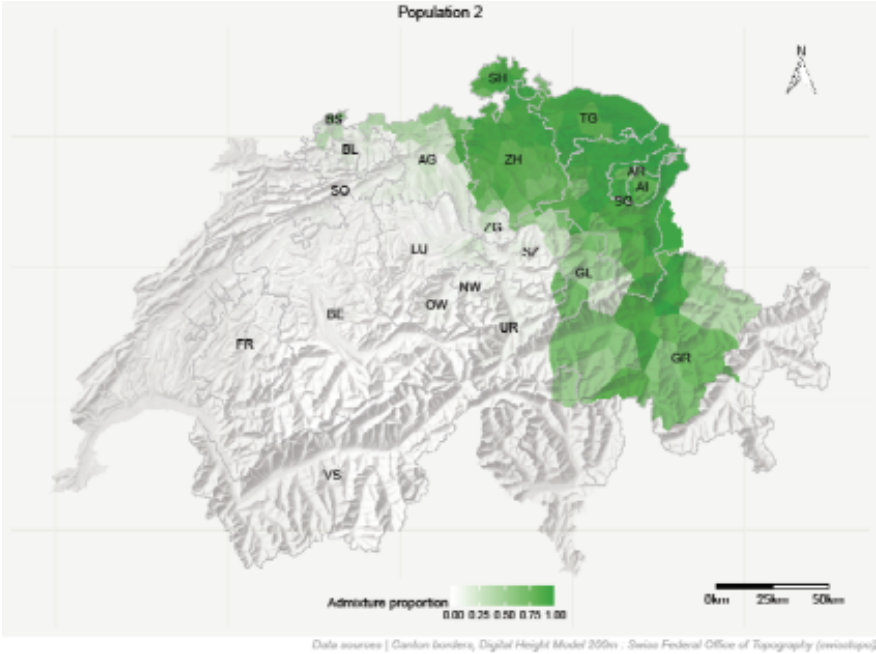 Population 2
N
SH
BS
TG
BL
AG
ZH
AR
AI
SO
SG
ZG
LU
SZ
GL
NW
OW
BE
UR
FR
GR
VS
Admixture proportion
0.00 0.25 0.50 0.75 1.00
0km 25km 50km
Data sources | Canton borders, Digital Height Model 200m : Swiss Federal Office of Topography (swisstopo)